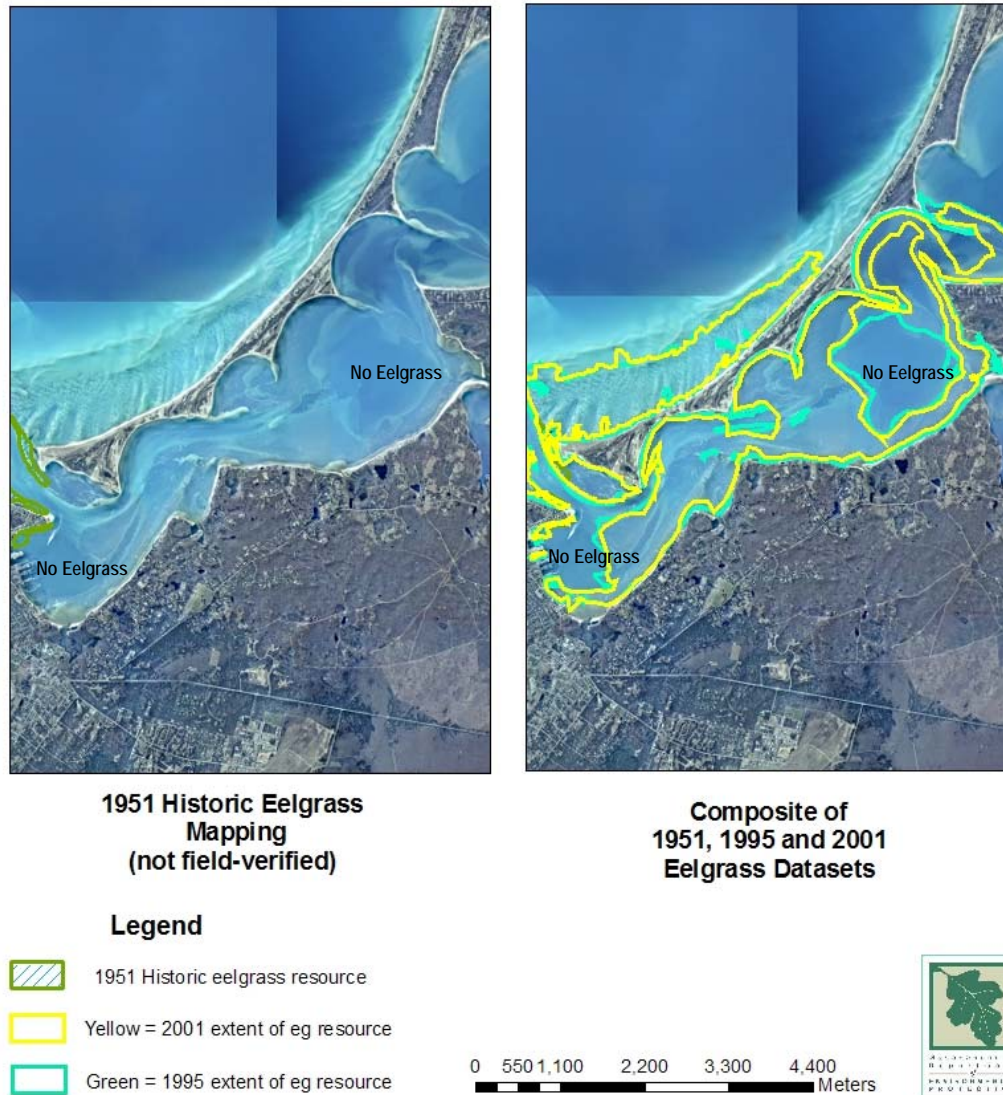 No Eelgrass
No Eelgrass
No Eelgrass
No Eelgrass
1951 Historic Eelgrass
Mapping
(not field-verified)
Composite of
1951, 1995 and 2001
Eelgrass Datasets
Legend
1951 Historic eelgrass resource
Yellow = 2001 extent of eg resource
Green = 1995 extent of eg resource
0 550 1,100 2,200 3,300 4,400
Meters
of